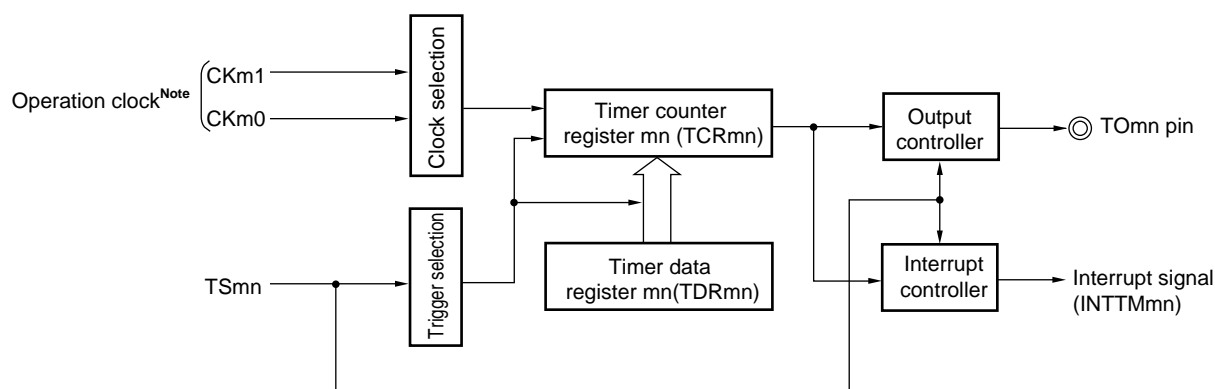 Operation clock^Note
CKm1
CKm0
Clock selection
Timer counter
register mn (TCRmn)
Output
controller
TOmn pin
TSmn
Trigger selection
Timer data
register mn(TDRmn)
Interrupt
controller
Interrupt signal
(INTTMmn)